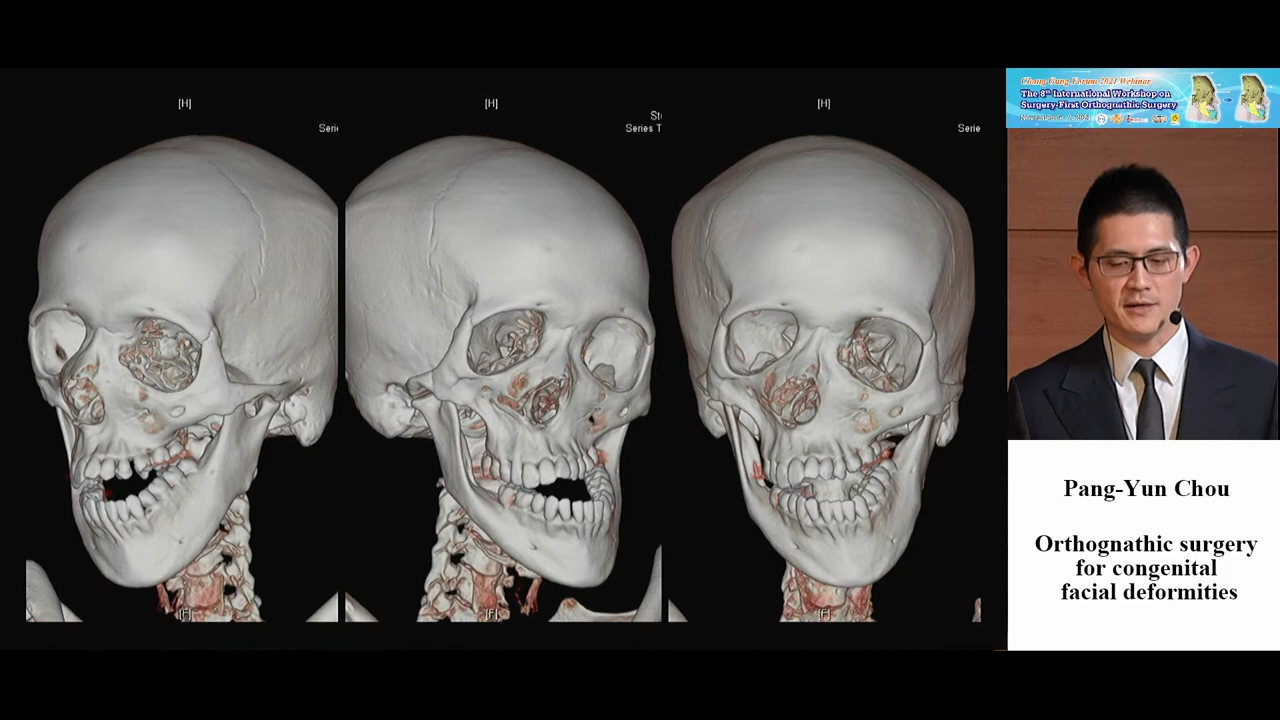 [H]
Serie
[F]
[H]
St
Series T
[F]
[H]
Serie
[F]
Chang Gung Forum 2021 Webinar
The 8th International Workshop on
Surgery-First Orthognathic Surgery
Pang-Yun Chou
Orthognathic surgery
for congenital
facial deformities